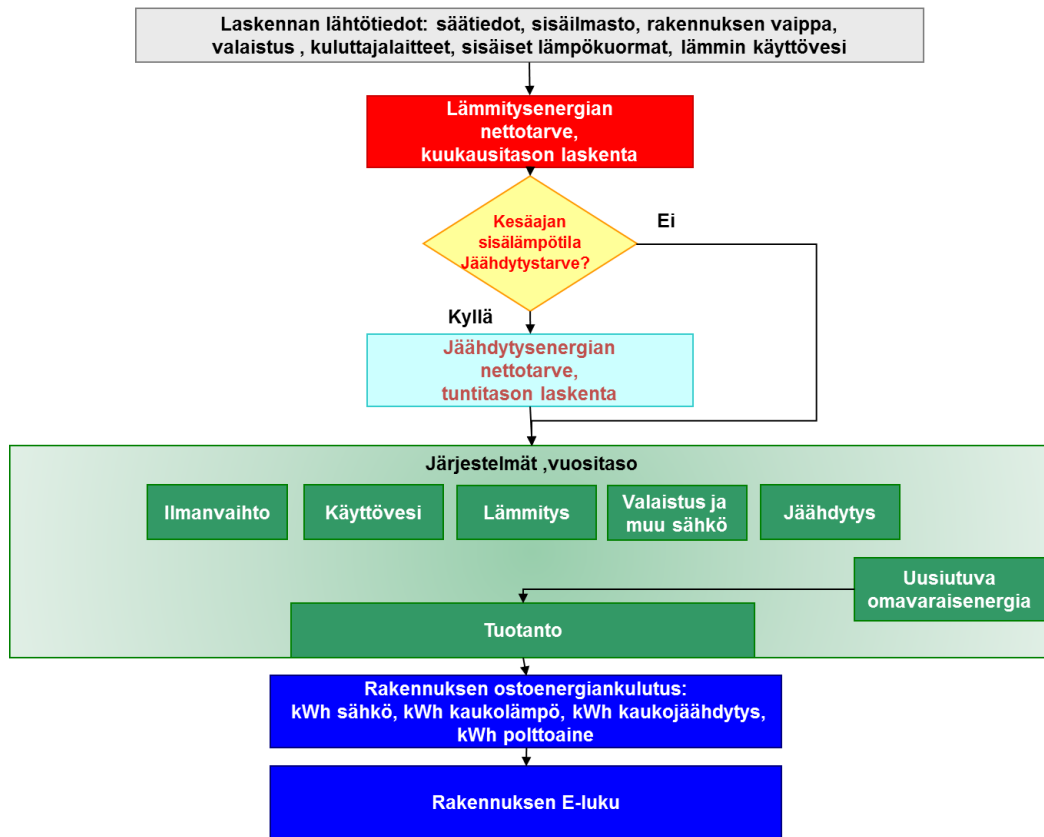 Laskennan lähtötiedot: säätiedot, sisäilmasto, rakennuksen vaippa,
valaistus , kuluttajalaitteet, sisäiset lämpökuormat, lämmin käyttövesi
Lämmitysenergian
nettotarve,
kuukausitason laskenta
Kesäajan
sisälämpötila
Jäähdytystarve?
Ei
Kyllä
Jäähdytysenergian
nettotarve,
tuntitason laskenta
Järjestelmät ,vuositaso
Ilmanvaihto
Käyttövesi
Lämmitys
Valaistus ja
muu sähkö
Jäähdytys
Uusiutuva
omavaraisenergia
Tuotanto
Rakennuksen ostoenergiankulutus:
kWh sähkö, kWh kaukolämpö, kWh kaukojäähdytys,
kWh polttoaine
Rakennuksen E-luku